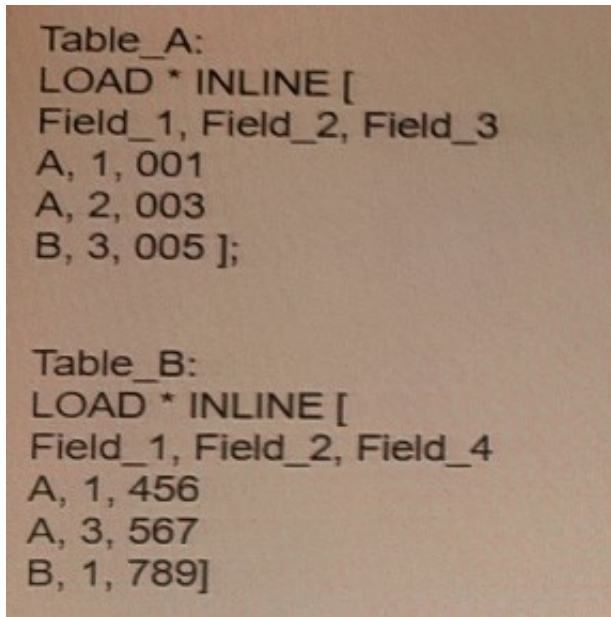 Table_A:
LOAD * INLINE [
Field_1, Field_2, Field_3
A, 1, 001
A, 2, 003
B, 3, 005 ];
Table_B:
LOAD * INLINE [
Field_1, Field_2, Field_4
A, 1, 456
A, 3, 567
B, 1, 789]